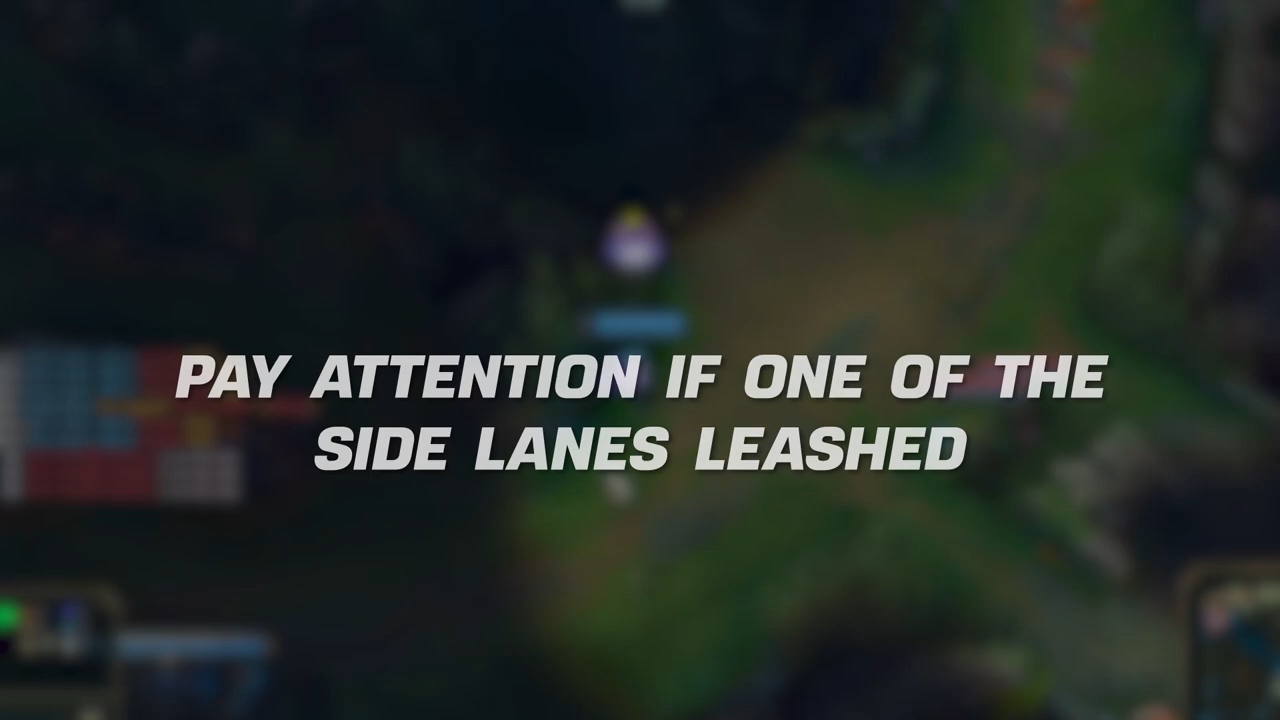 PAY ATTENTION IF ONE OF THE
SIDE LANES LEASHED